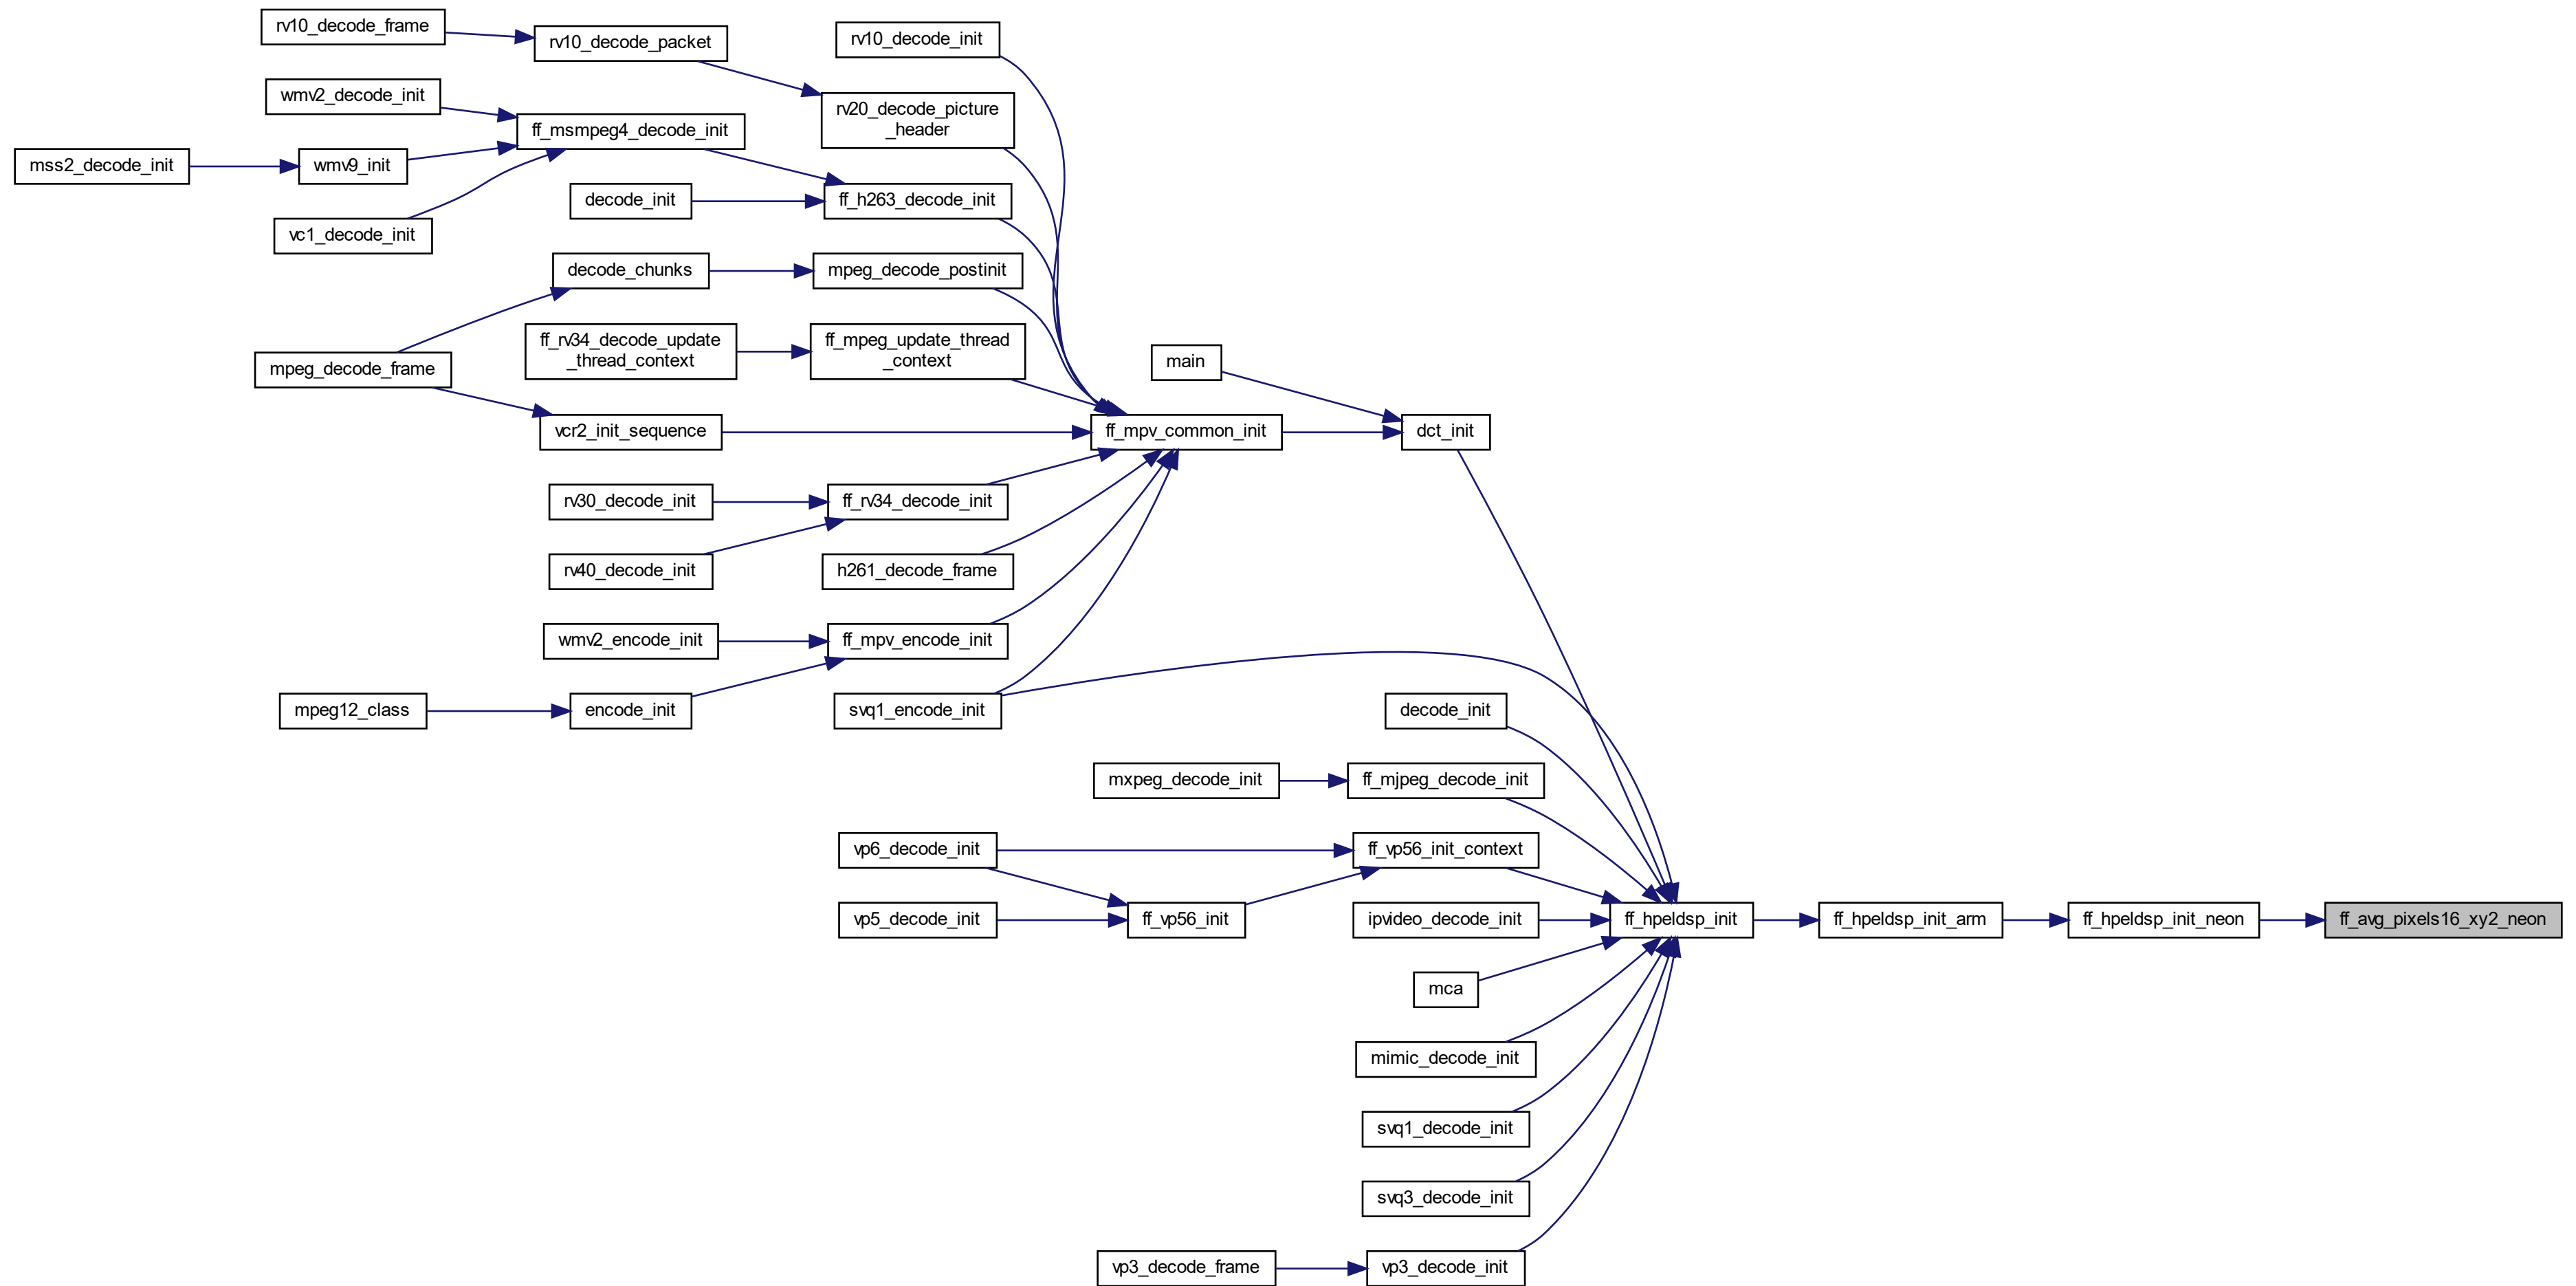 rv10_decode_frame
rv10_decode_packet
rv10_decode_init
wmv2_decode_init
rv20_decode_picture
_header
ff_msmpeg4_decode_init
mss2_decode_init
wmv9_init
decode_init
ff_h263_decode_init
vc1_decode_init
decode_chunks
mpeg_decode_postinit
ff_rv34_decode_update
_thread_context
ff_mpeg_update_thread
_context
main
mpeg_decode_frame
vcr2_init_sequence
ff_mpv_common_init
dct_init
rv30_decode_init
ff_rv34_decode_init
rv40_decode_init
h261_decode_frame
wmv2_encode_init
ff_mpv_encode_init
mpeg12_class
encode_init
svq1_encode_init
decode_init
mxpeg_decode_init
ff_mjpeg_decode_init
vp6_decode_init
ff_vp56_init_context
vp5_decode_init
ff_vp56_init
ipvideo_decode_init
ff_hpeldsp_init
ff_hpeldsp_init_arm
ff_hpeldsp_init_neon
ff_avg_pixels16_xy2_neon
mca
mimic_decode_init
svq1_decode_init
svq3_decode_init
vp3_decode_frame
vp3_decode_init